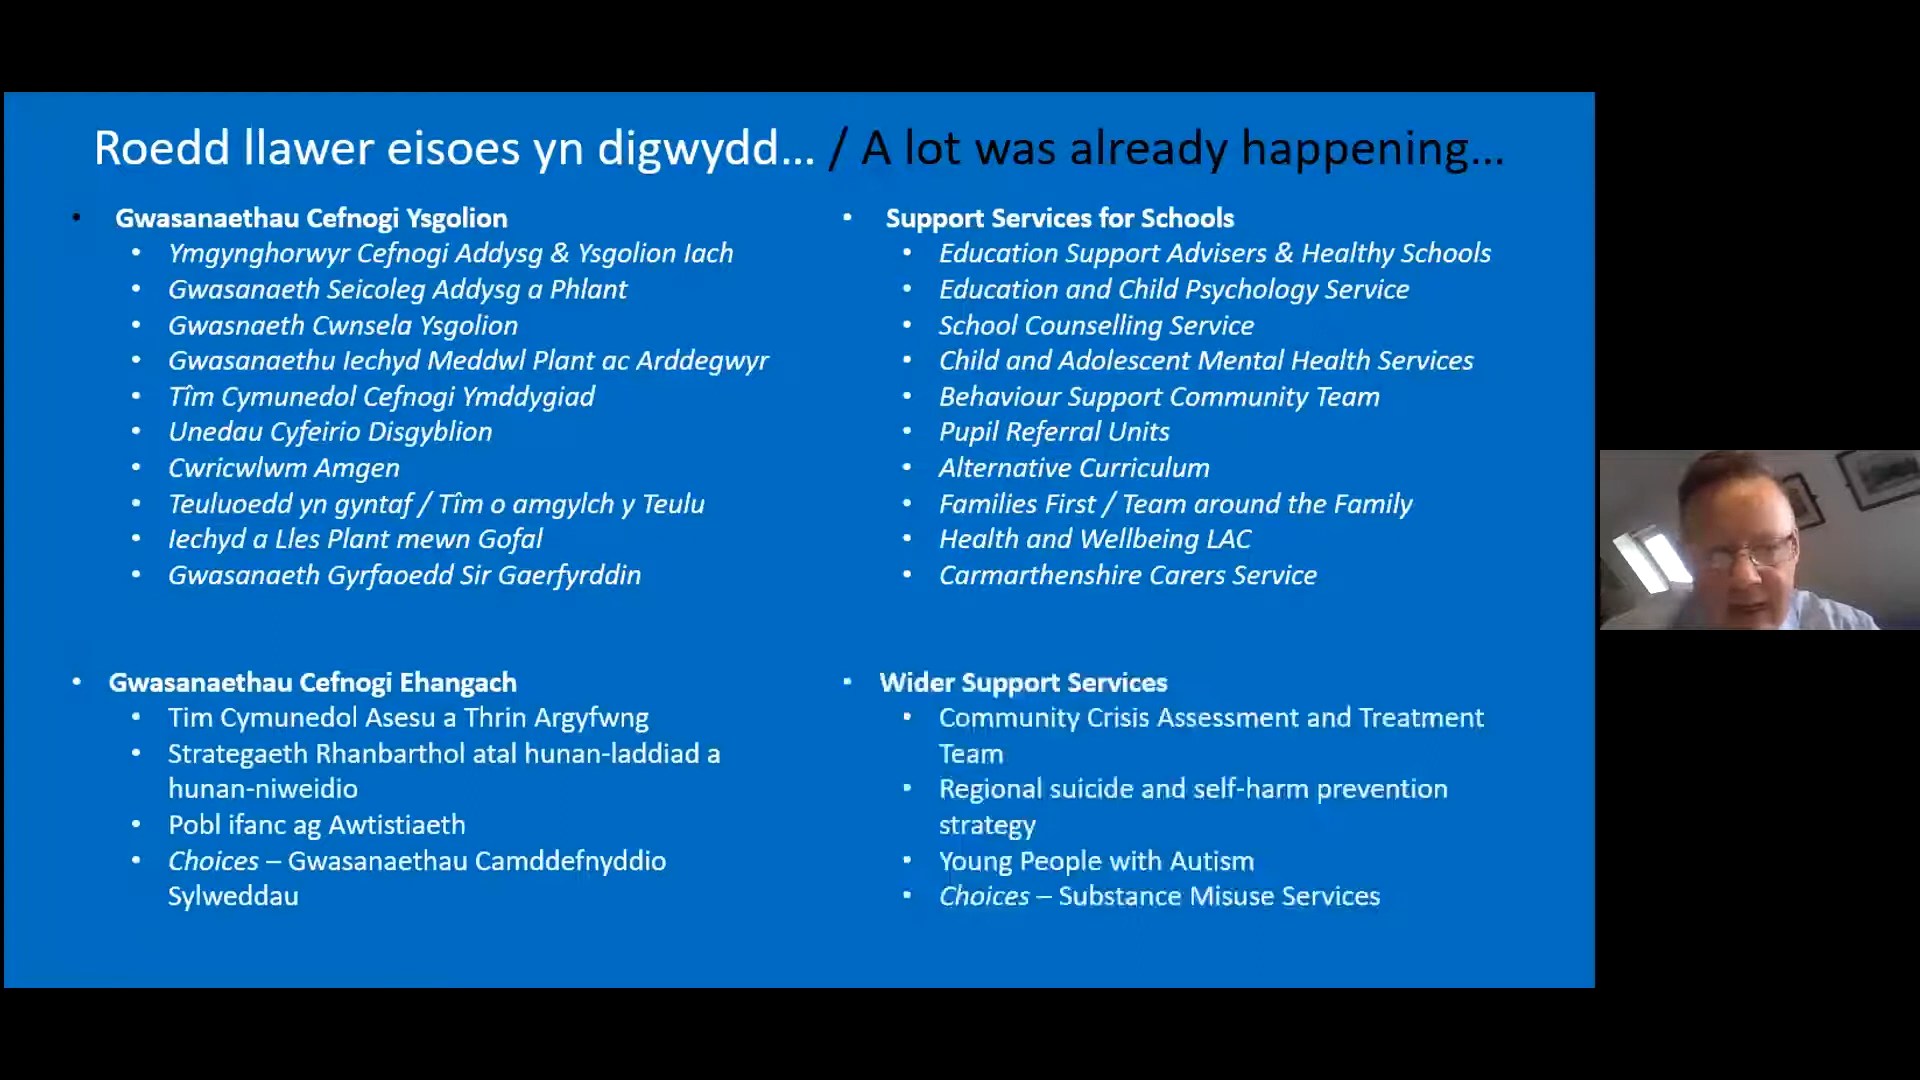 Roedd llawer eisoes yn digwydd... / A lot was already happening...
• Gwasanaethau Cefnogi Ysgolion
• Ymgynghorwyr Cefnogi Addysg & Ysgolion Iach
• Gwasanaeth Seicoleg Addysg a Phlant
• Gwasnaeth Cwnsela Ysgolion
• Gwasanaethu Iechyd Meddwl Plant ac Arddegwyr
• Tîm Cymunedol Cefnogi Ymddygiad
• Unedau Cyfeirio Disgyblion
• Cwricwlwm Amgen
• Teuluoedd yn gyntaf / Tîm o amgylch y Teulu
• Iechyd a Lles Plant mewn Gofal
• Gwasanaeth Gyrfaoedd Sir Gaerfyrddin
• Gwasanaethau Cefnogi Ehangach
• Tim Cymunedol Asesu a Thrin Argyfwng
• Strategaeth Rhanbarthol atal hunan-laddiad a
hunan-niweidio
• Pobl ifanc ag Awtistiaeth
• Choices – Gwasanaethau Camddefnyddio
Sylweddau
• Support Services for Schools
• Education Support Advisers & Healthy Schools
• Education and Child Psychology Service
• School Counselling Service
• Child and Adolescent Mental Health Services
• Behaviour Support Community Team
• Pupil Referral Units
• Alternative Curriculum
• Families First / Team around the Family
• Health and Wellbeing LAC
• Carmarthenshire Carers Service
• Wider Support Services
• Community Crisis Assessment and Treatment
Team
• Regional suicide and self-harm prevention
strategy
• Young People with Autism
• Choices – Substance Misuse Services